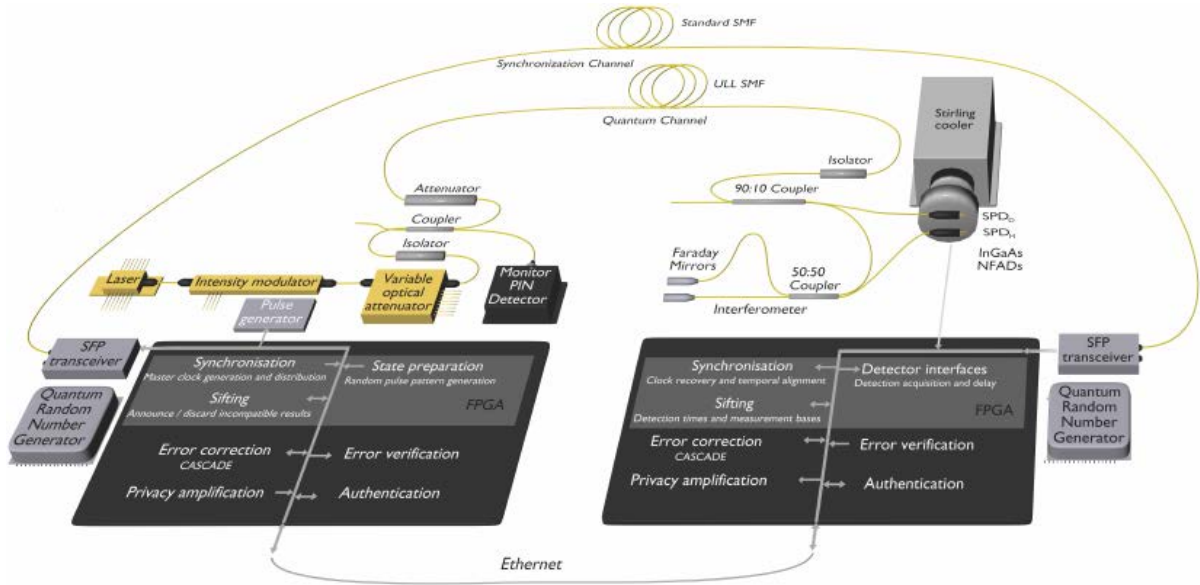 Standard SMF
Synchronization Channel
ULL SMF
Quantum Channel
Stirling
cooler
Isolator
90:10 Coupler
Attenuator
Coupler
Isolator
SPD_D
SPD_H
InGaAs
NFADs
Faraday
Mirrors
50:50
Coupler
Interferometer
Laser
Intensity modulator
Variable
optical
attenuator
Monitor
PIN
Detector
Pulse
generator
SFP
transceiver
Synchronisation
Master clock generation and distribution
State preparation
Random pulse pattern generation
Sifting
Announce / discard incompatible results
FPGA
Quantum
Random
Number
Generator
Error correction
CASCADE
Error verification
Privacy amplification
Authentication
Synchronisation
Clock recovery and temporal alignment
Detector interfaces
Detection acquisition and delay
Sifting
Detection times and measurement bases
FPGA
SFP
transceiver
Quantum
Random
Number
Generator
Error correction
CASCADE
Error verification
Privacy amplification
Authentication
Ethernet